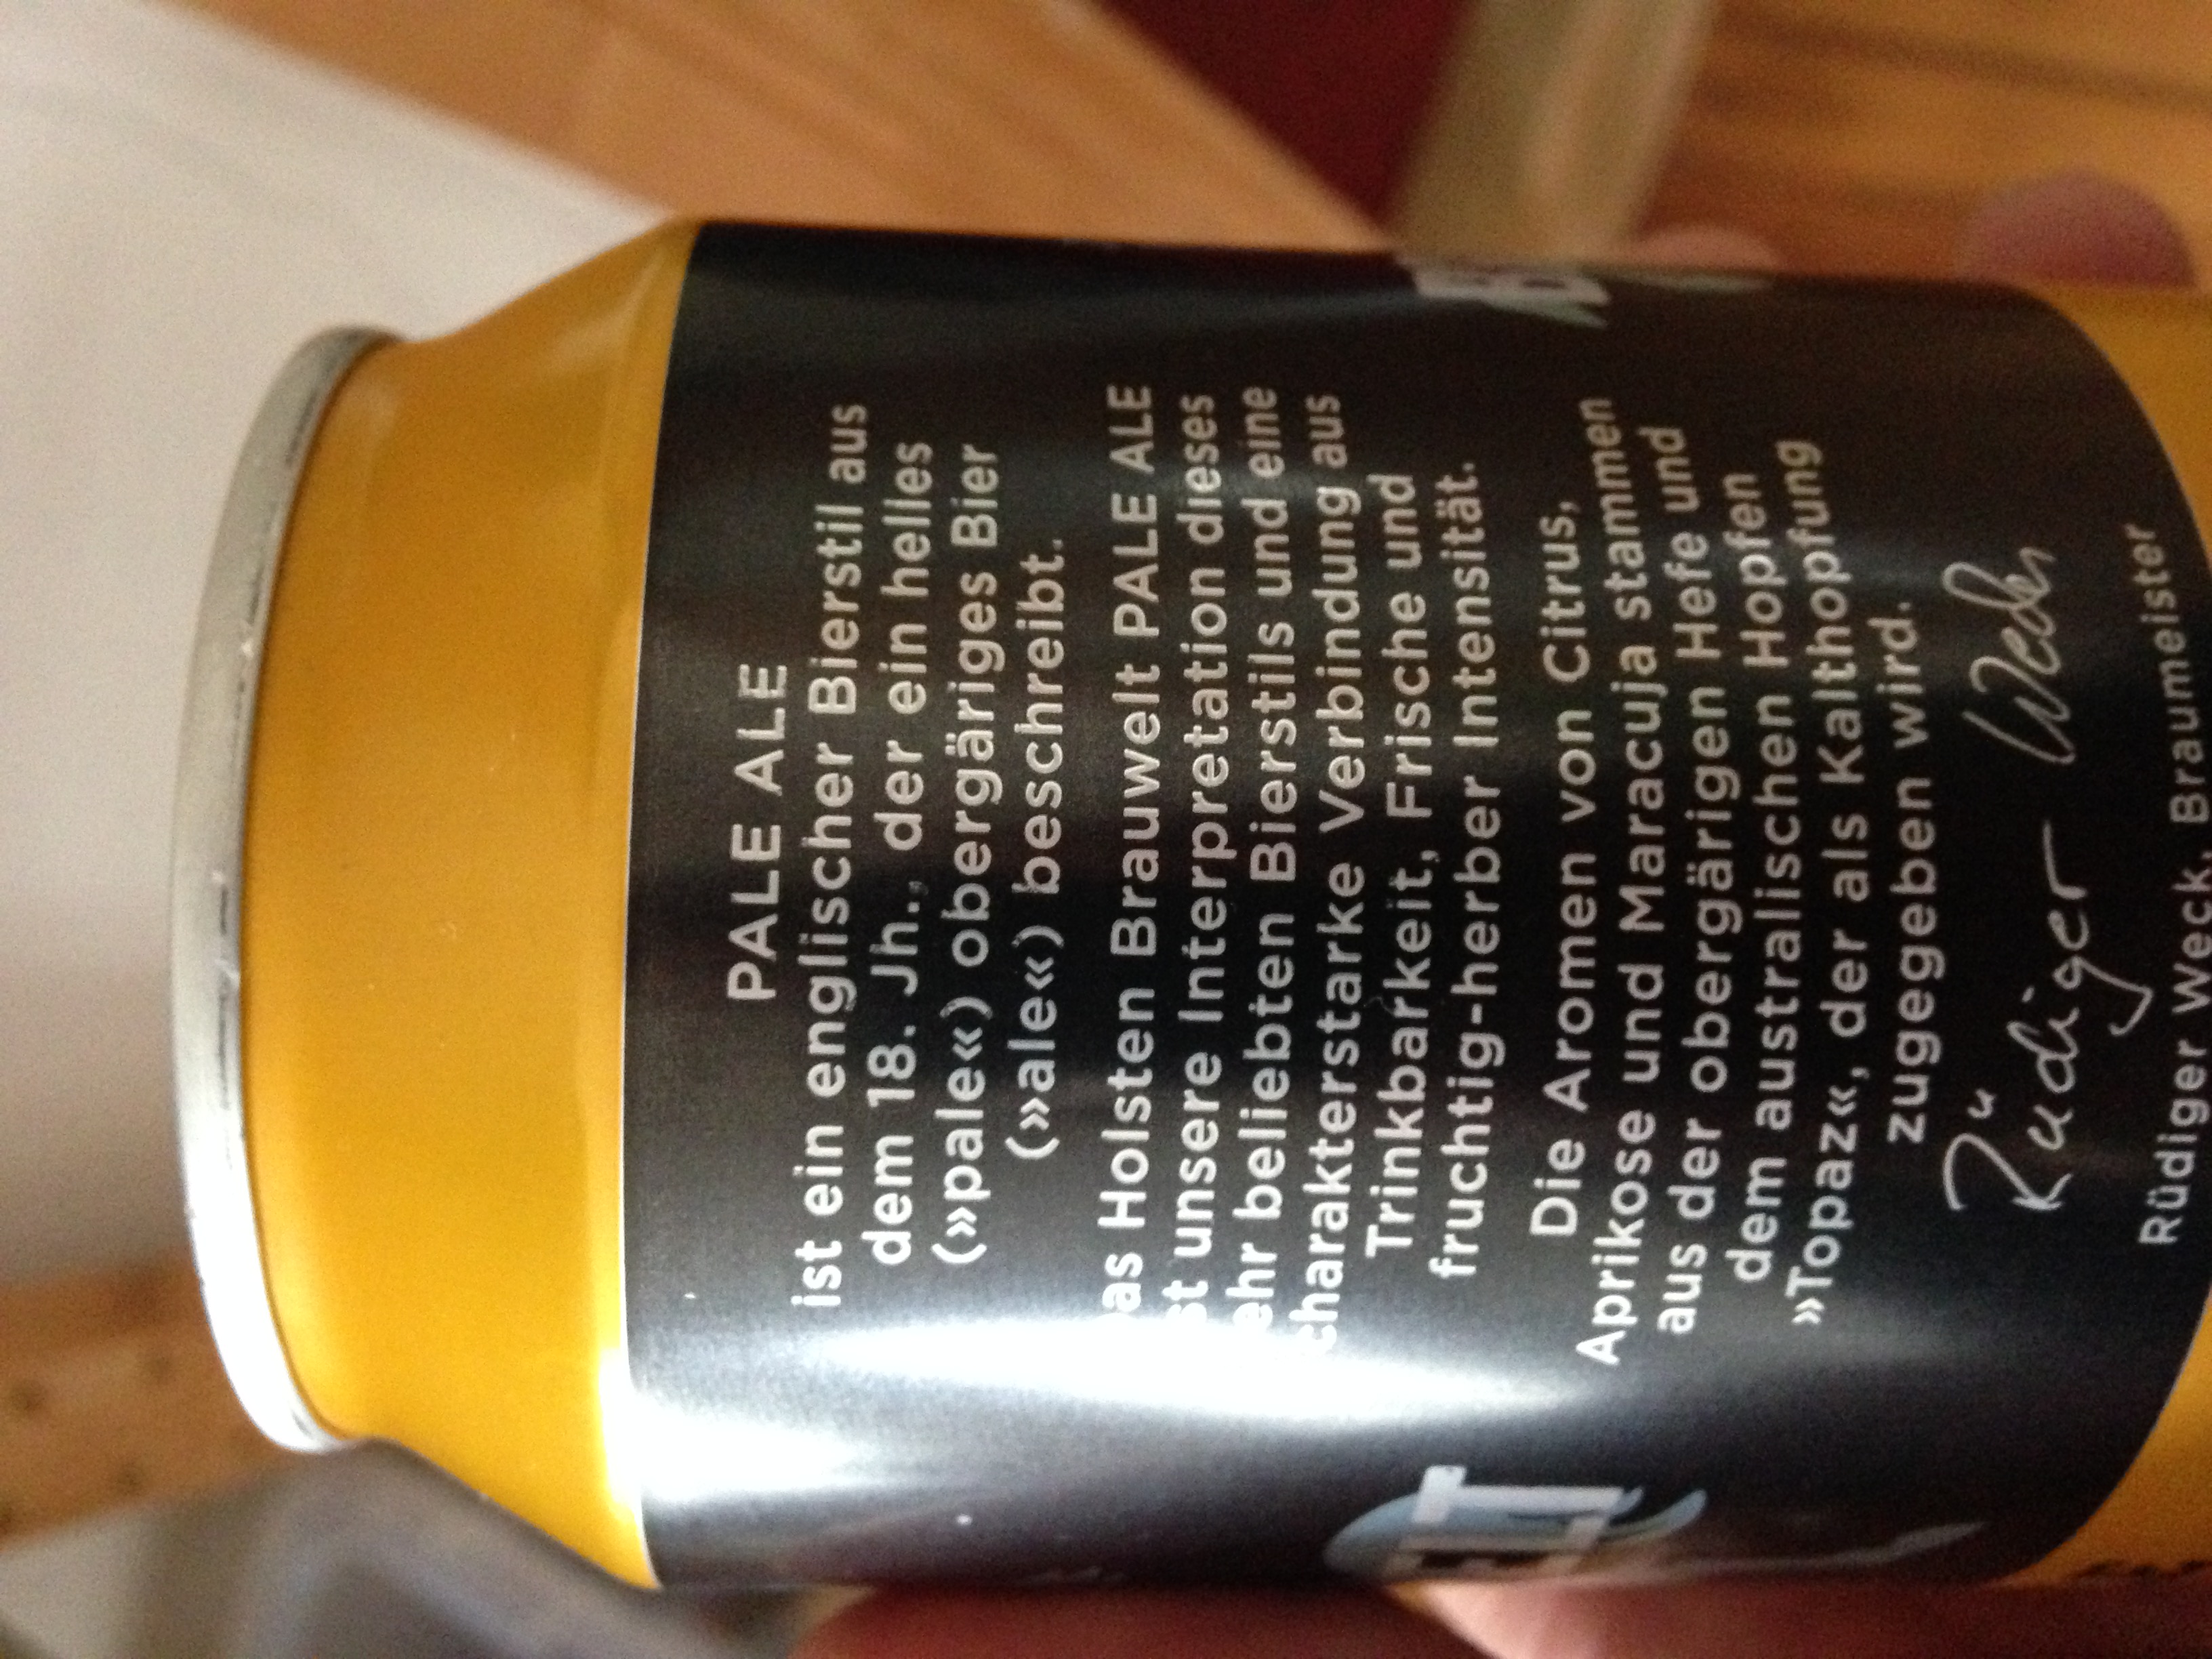 PALE ALE
ist ein englischer Bierstil aus
dem 18. Jh., der ein helles
(»pale«) obergäriges Bier
(»ale«) beschreibt.
as Holsten Brauwelt PALE ALE
st unsere Interpretation dieses
ehr beliebten Bierstils und eine
charakterstarke Verbindung aus
Trinkbarkeit, Frische und
fruchtig-herber Intensität.
Die Aromen von Citrus,
Aprikose und Maracuja stammen
aus der obergärigen Hefe und
dem australischen Hopfen
»Topaz«, der als Kalthopfung
zugegeben wird.
Rüdiger Weck
Rüdiger Weck, Braumeister